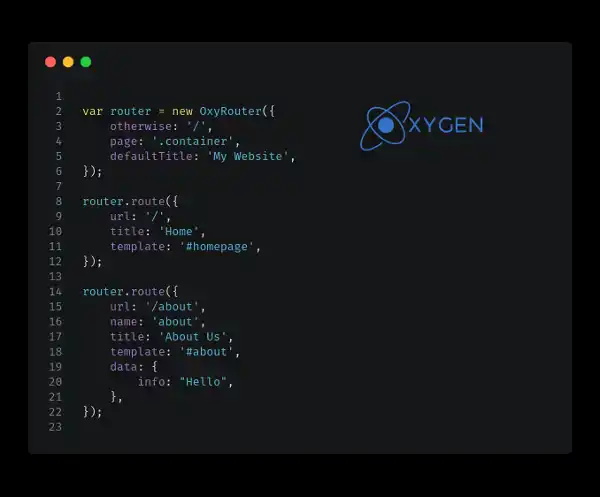 1
2 var router = new OxyRouter({
3     otherwise: '/',
4     page: '.container',
5     defaultTitle: 'My Website',
6 });
7
8 router.route({
9     url: '/',
10     title: 'Home',
11     template: '#homepage',
12 });
13
14 router.route({
15     url: '/about',
16     name: 'about',
17     title: 'About Us',
18     template: '#about',
19     data: {
20         info: "Hello",
21     },
22 });
23
OXYGEN